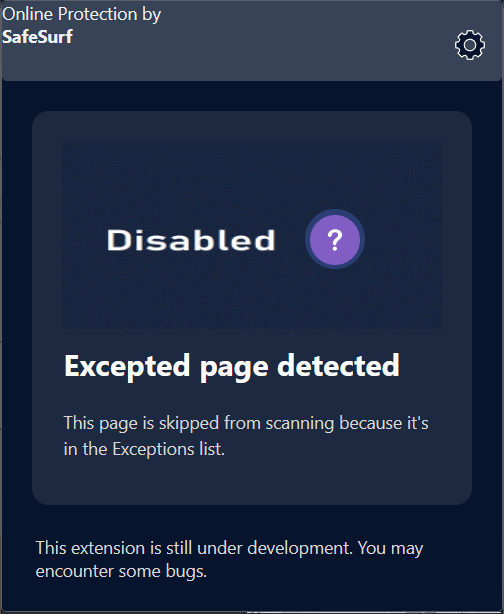 Online Protection by
SafeSurf
Disabled
?
Excepted page detected
This page is skipped from scanning because it's
in the Exceptions list.
This extension is still under development. You may
encounter some bugs.